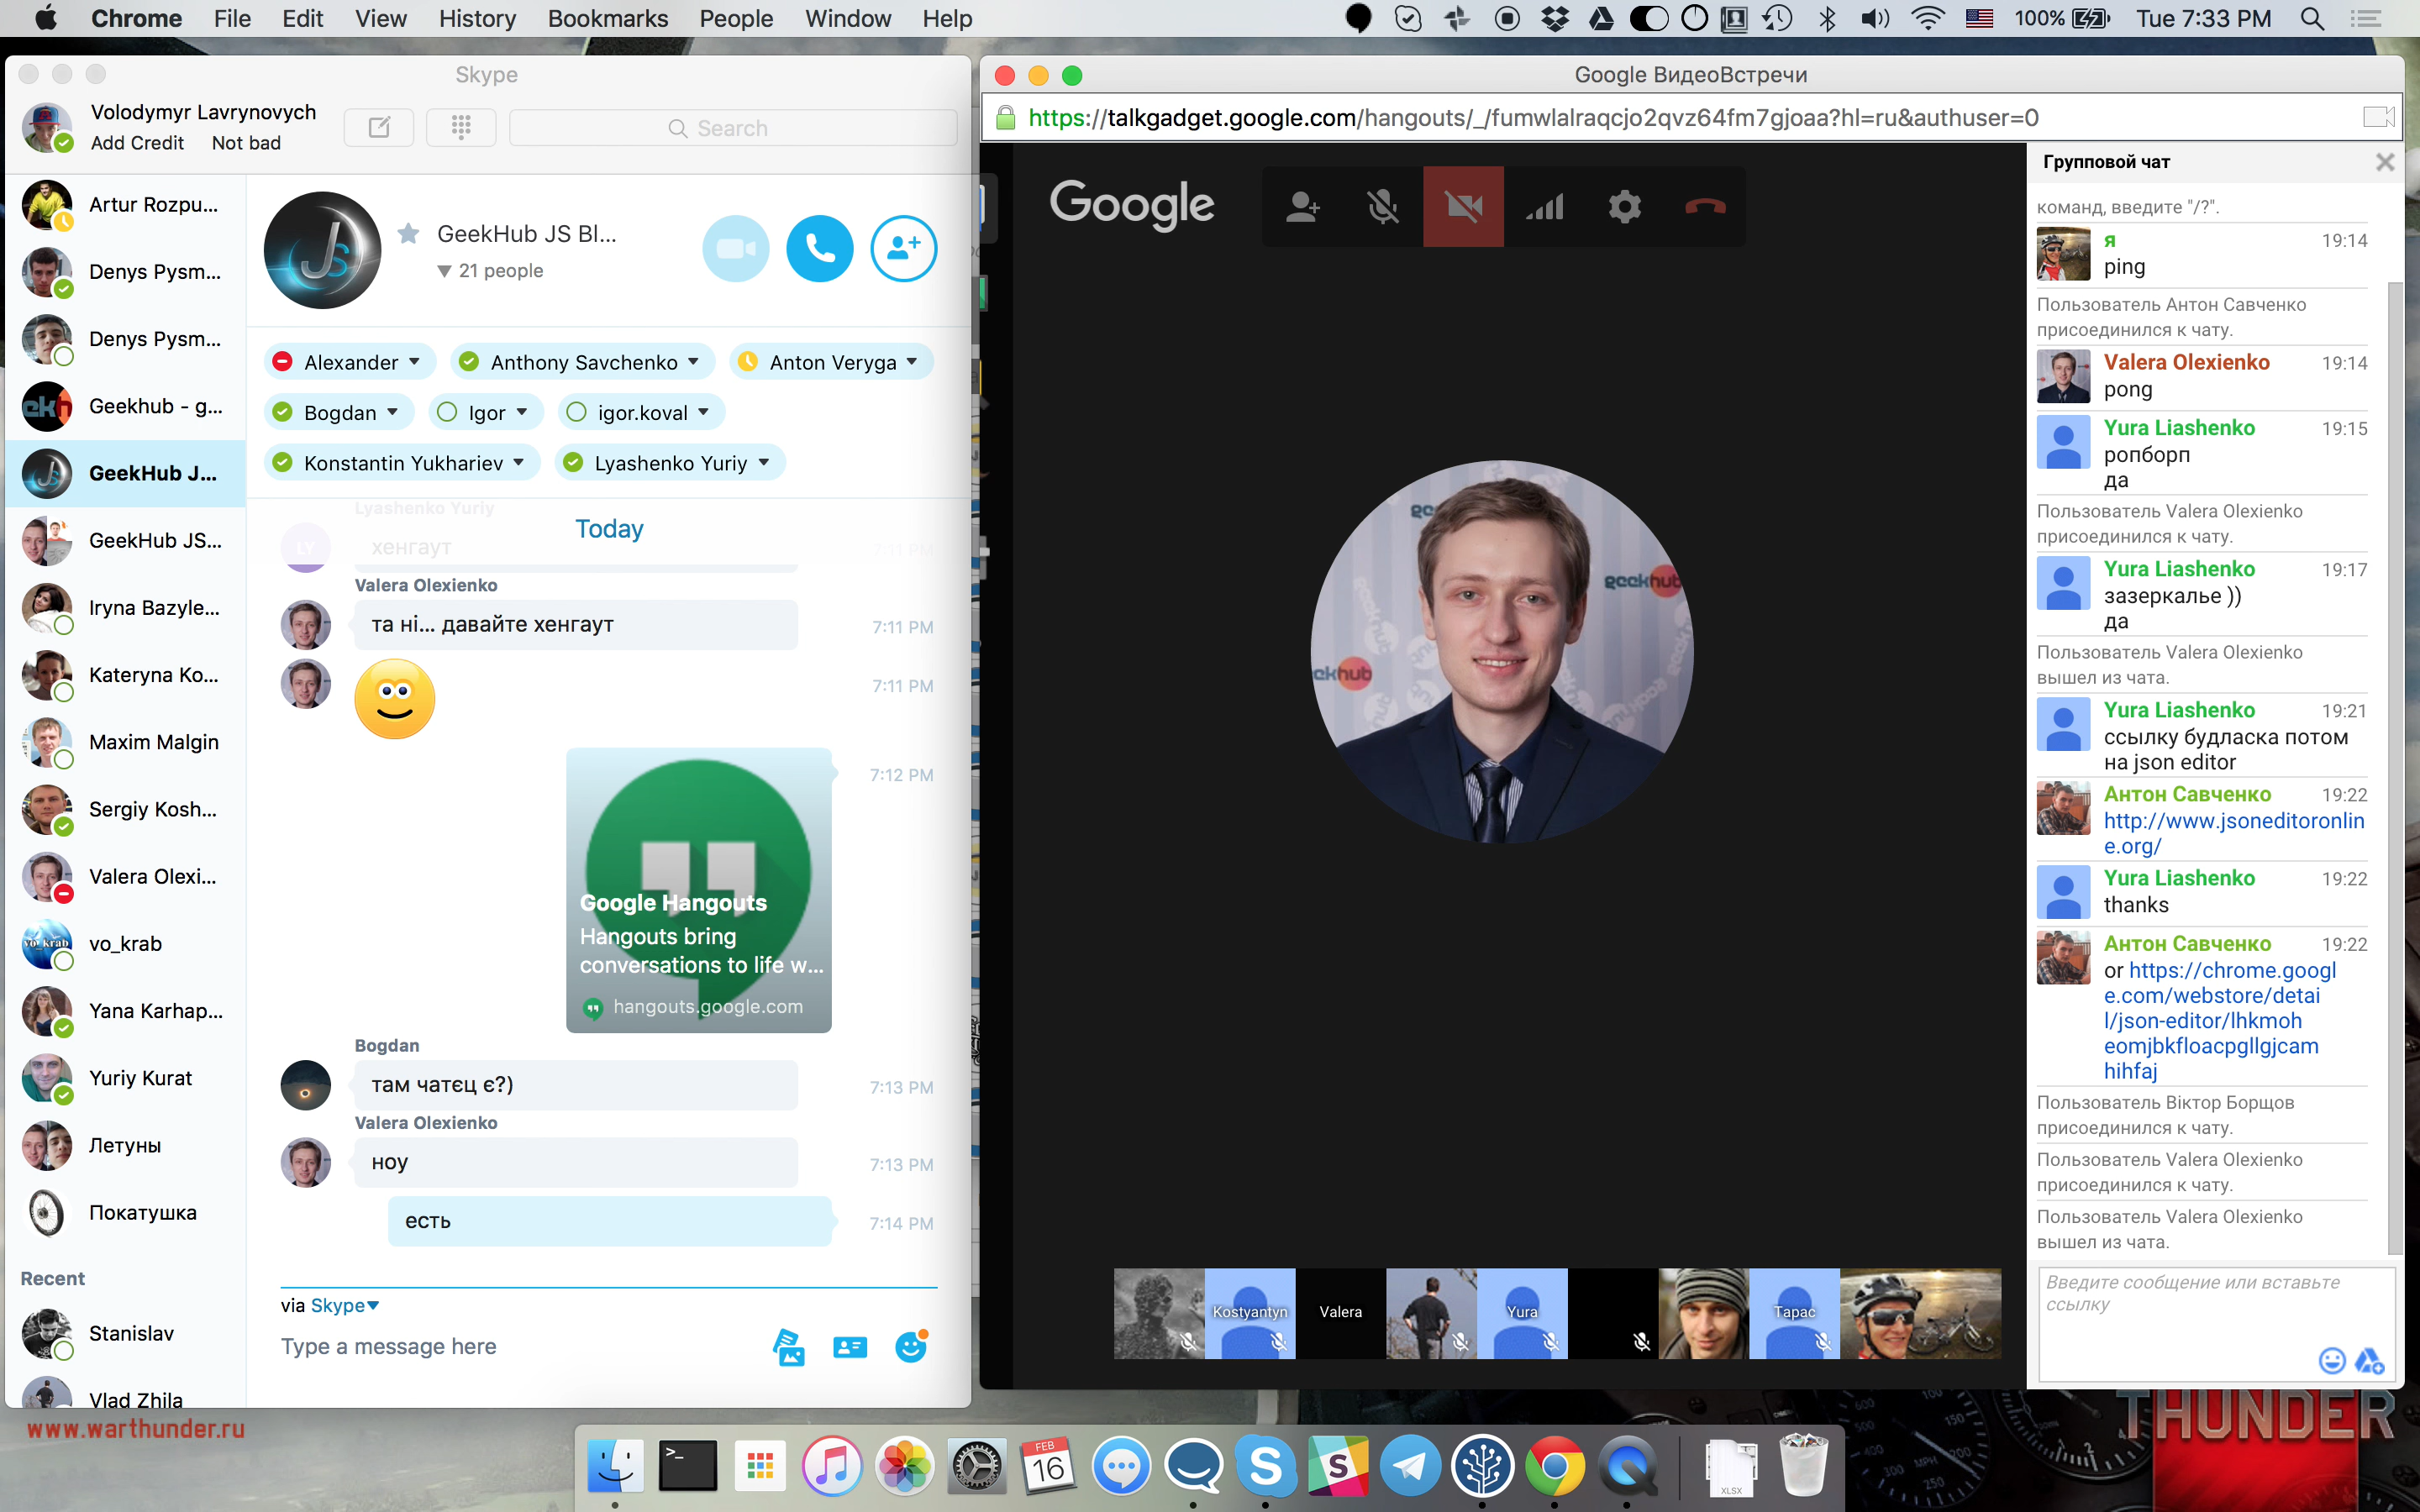 Chrome File Edit View History Bookmarks People Window Help
100% Tue 7:33 PM
Skype
Volodymyr Lavrynovych
Add Credit Not bad
Search
Artur Rozpu...
Denys Pysm...
Denys Pysm...
Geekhub - g...
GeekHub J...
GeekHub JS...
Iryna Bazyle...
Kateryna Ko...
Maxim Malgin
Sergiy Kosh...
Valera Olexi...
vo_krab
Yana Karhap...
Yuriy Kurat
Летуны
Покатушка
Recent
Stanislav
Vlad Zhila
GeekHub JS Bl...
21 people
Alexander
Anthony Savchenko
Anton Veryga
Bogdan
Igor
igor.koval
Konstantin Yukhariev
Lyashenko Yuriy
Lyashenko Yuriy
Today
LY
хенгаут
Valera Olexienko
та ні... давайте хенгаут
7:11 PM
7:11 PM
7:12 PM
Google Hangouts
Hangouts bring
conversations to life w...
hangouts.google.com
Bogdan
там чатєц є?)
7:13 PM
Valera Olexienko
ноу
7:13 PM
есть
7:14 PM
via Skype
Type a message here
Google ВидеоВстречи
https://talkgadget.google.com/hangouts/_/fumwlalraqcjo2qvz64fm7gjoaa?hl=ru&authuser=0
Google
geekhub
ekhub
Kostyantyn
Valera
Yura
Тарас
Групповой чат
команд, введите "/?".
я 19:14
ping
Пользователь Антон Савченко
присоединился к чату.
Valera Olexienko 19:14
pong
Yura Liashenko 19:15
ропборп
да
Пользователь Valera Olexienko
присоединился к чату.
Yura Liashenko 19:17
зазеркалье ))
да
Пользователь Valera Olexienko
вышел из чата.
Yura Liashenko 19:21
ссылку будласка потом
на json editor
Антон Савченко 19:22
http://www.jsoneditoronlin
e.org/
Yura Liashenko 19:22
thanks
Антон Савченко 19:22
or https://chrome.googl
e.com/webstore/detai
l/json-editor/lhkmoh
eomjbkfloacpgllgjcam
hihfaj
Пользователь Віктор Борщов
присоединился к чату.
Пользователь Valera Olexienko
присоединился к чату.
Пользователь Valera Olexienko
вышел из чата.
Введите сообщение или вставьте
ссылку
www.warthunder.ru
THUNDER
FEB
16
XLSX